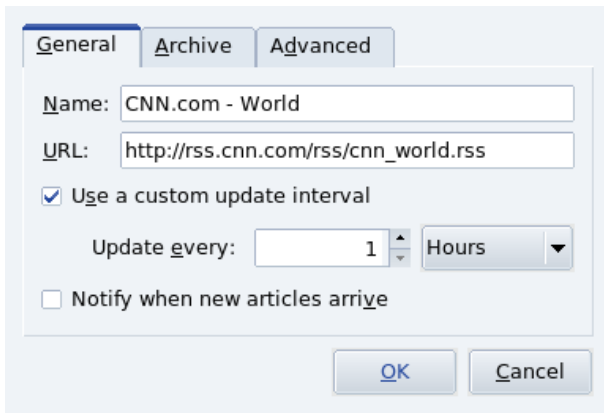 General Archive Advanced
Name: CNN.com - World
URL: http://rss.cnn.com/rss/cnn_world.rss
Use a custom update interval
Update every: 1 Hours
Notify when new articles arrive
OK Cancel